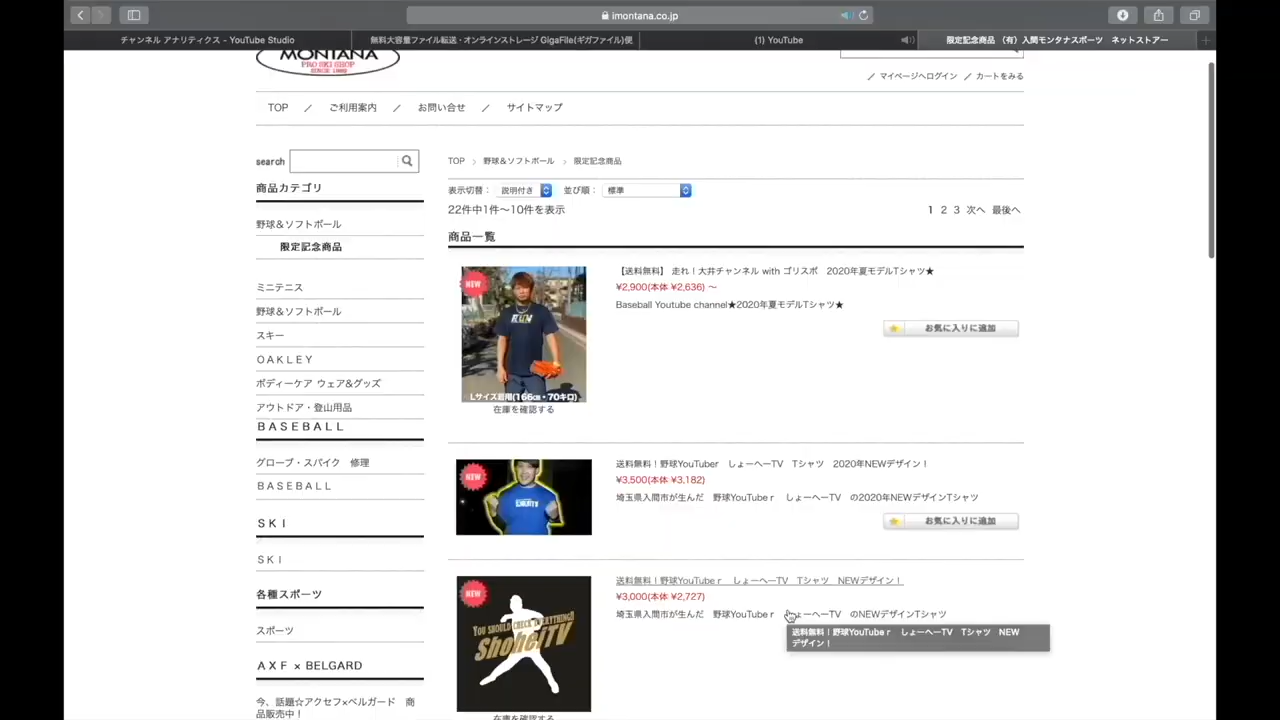 imontana.co.jp
チャンネル アナリティクス - YouTube Studio
無料大容量ファイル転送・オンラインストレージ GigaFile(ギガファイル)便
(1) YouTube
限定記念商品 （有）入間モンタナスポーツ　ネットストアー
MONTANA
PRO SKI SHOP
／ マイページへログイン ／ カートをみる
TOP ／ ご利用案内 ／ お問い合せ ／ サイトマップ
search
商品カテゴリ
野球＆ソフトボール
限定記念商品
ミニテニス
野球＆ソフトボール
スキー
ＯＡＫＬＥＹ
ボディーケア ウェア&グッズ
アウトドア・登山用品
ＢＡＳＥＢＡＬＬ
グローブ・スパイク　修理
ＢＡＳＥＢＡＬＬ
ＳＫＩ
ＳＫＩ
各種スポーツ
スポーツ
ＡＸＦ × BELGARD
今、話題☆アクセフ×ベルガード　商
品販売中！
TOP > 野球＆ソフトボール > 限定記念商品
表示切替： 説明付き 並び順： 標準
22件中1件～10件を表示
1 2 3 次へ 最後へ
商品一覧
NEW
RUN
Lサイズ着用(166㎝・70キロ)
在庫を確認する
【送料無料】 走れ！大井チャンネル with ゴリスポ　2020年夏モデルTシャツ★
¥2,900(本体 ¥2,636) ～
Baseball Youtube channel★2020年夏モデルTシャツ★
お気に入りに追加
NEW
SHOHEITV
送料無料！野球YouTuber　しょーへーTV　Tシャツ　2020年NEWデザイン！
¥3,500(本体 ¥3,182)
埼玉県入間市が生んだ　野球YouTubeｒ　しょーへーTV　の2020年NEWデザインTシャツ
お気に入りに追加
NEW
YOU SHOULD CHECK EVERYTHING!!
ShoheiTV
在庫を確認する
送料無料！野球YouTubeｒ　しょーへーTV　Tシャツ　NEWデザイン！
¥3,000(本体 ¥2,727)
埼玉県入間市が生んだ　野球YouTubeｒ　しょーへーTV　のNEWデザインTシャツ
送料無料！野球YouTubeｒ　しょーへーTV　Tシャツ　NEW
デザイン！